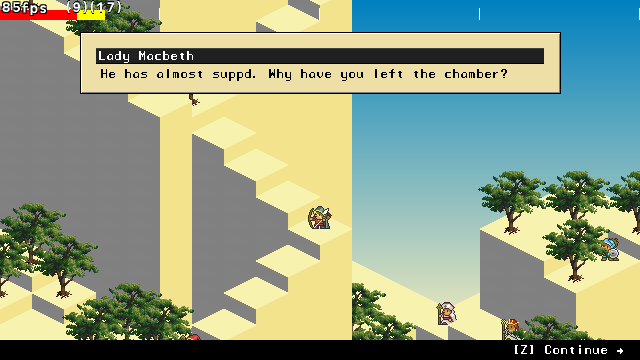 85fps (9)(17)
Lady Macbeth
He has almost suppd. Why have you left the chamber?
[Z] Continue →